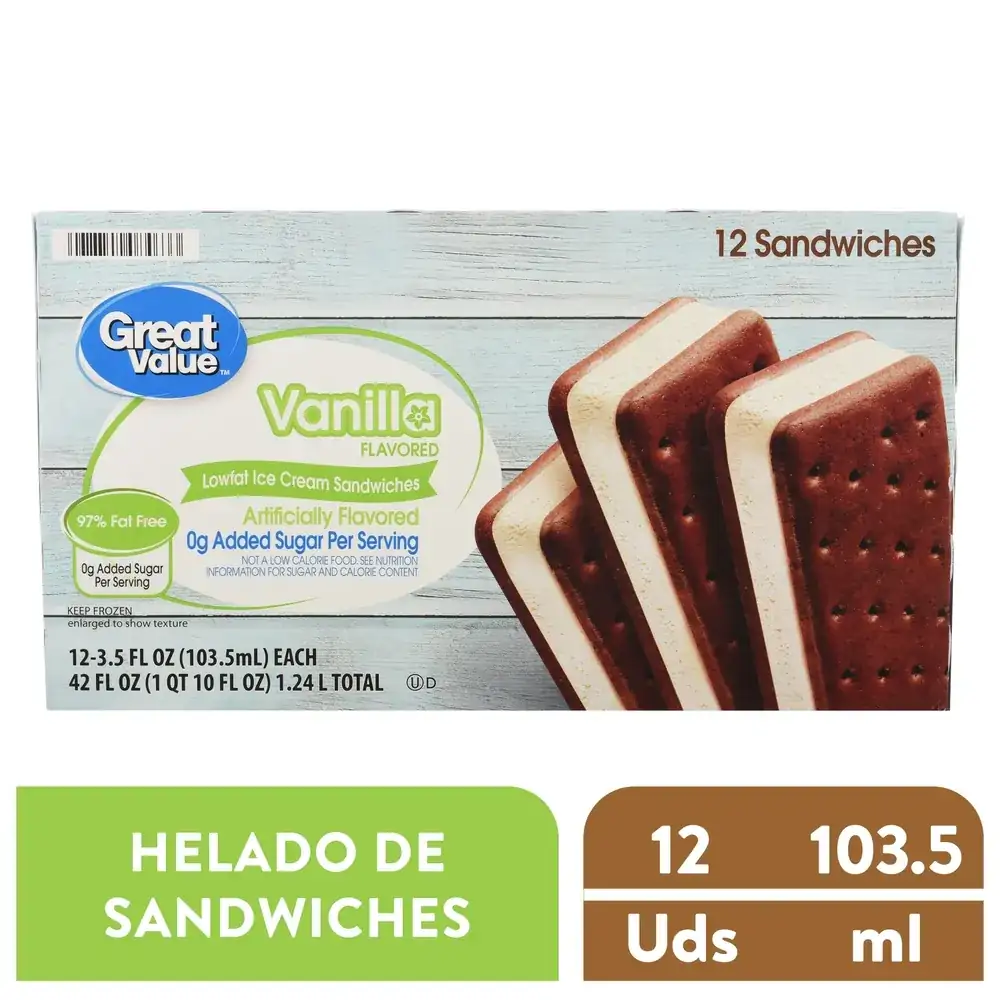 12 Sandwiches
Great
Value™
Vanilla
FLAVORED
Lowfat Ice Cream Sandwiches
97% Fat Free
Artificially Flavored
0g Added Sugar Per Serving
NOT A LOW CALORIE FOOD. SEE NUTRITION
INFORMATION FOR SUGAR AND CALORIE CONTENT
0g Added Sugar
Per Serving
KEEP FROZEN
enlarged to show texture
12-3.5 FL OZ (103.5mL) EACH
42 FL OZ (1 QT 10 FL OZ) 1.24 L TOTAL Ⓤ D
HELADO DE
SANDWICHES
12 103.5
Uds ml